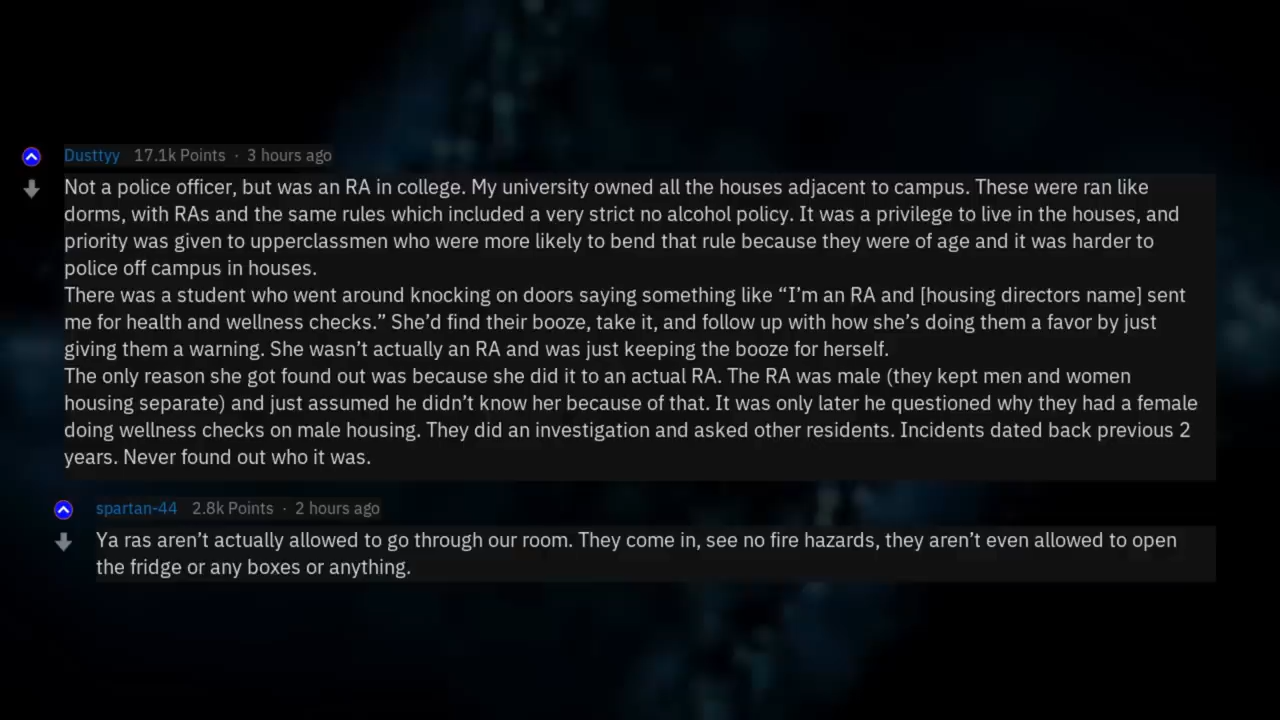 Dusttyy 17.1k Points · 3 hours ago
Not a police officer, but was an RA in college. My university owned all the houses adjacent to campus. These were ran like
dorms, with RAs and the same rules which included a very strict no alcohol policy. It was a privilege to live in the houses, and
priority was given to upperclassmen who were more likely to bend that rule because they were of age and it was harder to
police off campus in houses.
There was a student who went around knocking on doors saying something like “I’m an RA and [housing directors name] sent
me for health and wellness checks.” She’d find their booze, take it, and follow up with how she’s doing them a favor by just
giving them a warning. She wasn’t actually an RA and was just keeping the booze for herself.
The only reason she got found out was because she did it to an actual RA. The RA was male (they kept men and women
housing separate) and just assumed he didn’t know her because of that. It was only later he questioned why they had a female
doing wellness checks on male housing. They did an investigation and asked other residents. Incidents dated back previous 2
years. Never found out who it was.
spartan-44 2.8k Points · 2 hours ago
Ya ras aren’t actually allowed to go through our room. They come in, see no fire hazards, they aren’t even allowed to open
the fridge or any boxes or anything.